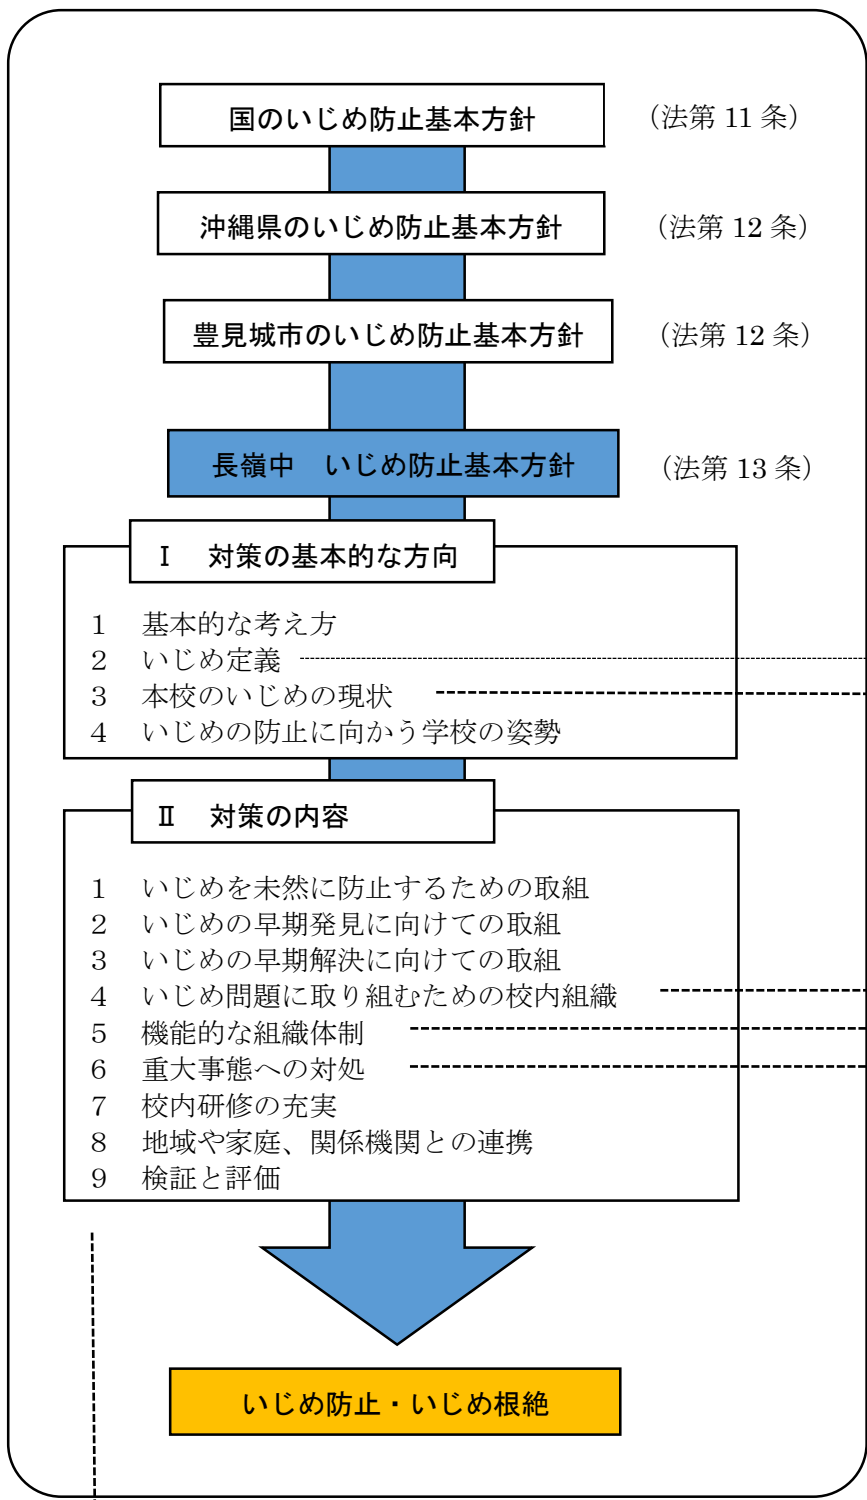 国のいじめ防止基本方針 （法第 11 条）
沖縄県のいじめ防止基本方針 （法第 12 条）
豊見城市のいじめ防止基本方針 （法第 12 条）
長嶺中　いじめ防止基本方針 （法第 13 条）
Ⅰ　対策の基本的な方向
１　基本的な考え方
２　いじめ定義
３　本校のいじめの現状
４　いじめの防止に向かう学校の姿勢
Ⅱ　対策の内容
１　いじめを未然に防止するための取組
２　いじめの早期発見に向けての取組
３　いじめの早期解決に向けての取組
４　いじめ問題に取り組むための校内組織
５　機能的な組織体制
６　重大事態への対処
７　校内研修の充実
８　地域や家庭、関係機関との連携
９　検証と評価
いじめ防止・いじめ根絶